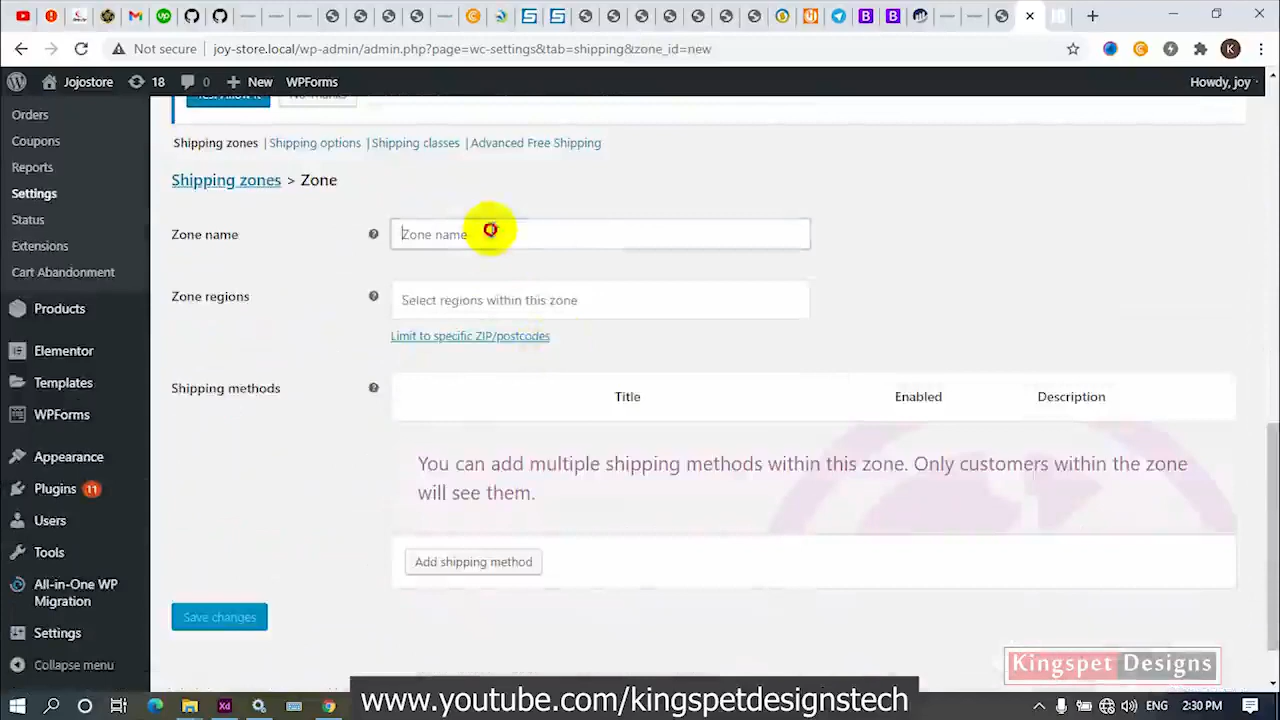 Not secure
joy-store.local/wp-admin/admin.php?page=wc-settings&tab=shipping&zone_id=new
K
Jojostore
18
0
New
WPForms
Howdy, joy
Orders
Coupons
Reports
Settings
Status
Extensions
Cart Abandonment
Products
Elementor
Templates
WPForms
Appearance
Plugins 11
Users
Tools
All-in-One WP
Migration
Settings
Collapse menu
Shipping zones | Shipping options | Shipping classes | Advanced Free Shipping
Shipping zones > Zone
Zone name
Zone name
Zone regions
Select regions within this zone
Limit to specific ZIP/postcodes
Shipping methods
Title
Enabled
Description
You can add multiple shipping methods within this zone. Only customers within the zone
will see them.
Add shipping method
Save changes
Kingspet Designs
www.youtube.com/kingspetdesignstech
2:30 PM